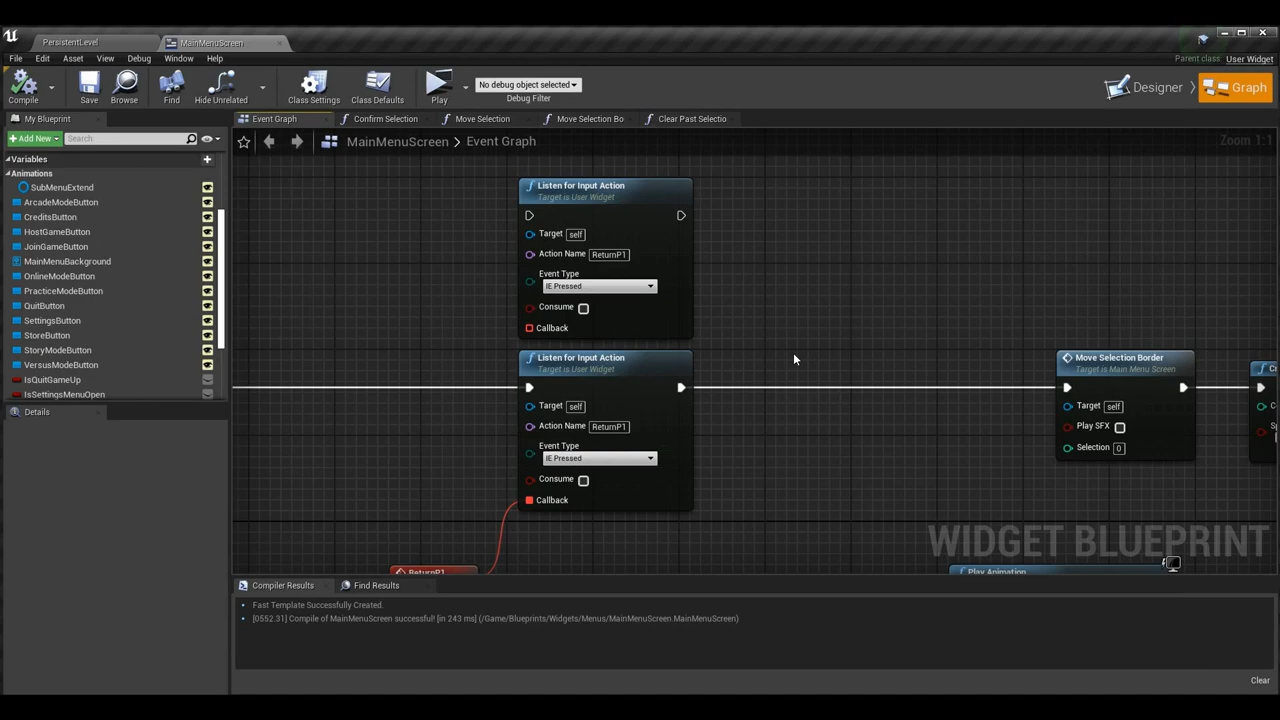 PersistentLevel
MainMenuScreen
File Edit Asset View Debug Window Help
Parent class: User Widget
Compile
Save
Browse
Find
Hide Unrelated
Class Settings
Class Defaults
Play
No debug object selected
Debug Filter
Designer
Graph
My Blueprint
Event Graph
Confirm Selection
Move Selection
Move Selection Bo
Clear Past Selectio
+Add New
Search
MainMenuScreen > Event Graph
Zoom 1:1
Variables
Animations
SubMenuExtend
ArcadeModeButton
CreditsButton
HostGameButton
JoinGameButton
MainMenuBackground
OnlineModeButton
PracticeModeButton
QuitButton
SettingsButton
StoreButton
StoryModeButton
VersusModeButton
IsQuitGameUp
IsSettingsMenuOpen
Details
Listen for Input Action
Target is User Widget
Target self
Action Name ReturnP1
Event Type
IE Pressed
Consume
Callback
Listen for Input Action
Target is User Widget
Target self
Action Name ReturnP1
Event Type
IE Pressed
Consume
Callback
ReturnP1
Move Selection Border
Target is Main Menu Screen
Target self
Play SFX
Selection 0
Play Animation
WIDGET BLUEPRINT
Compiler Results
Find Results
Fast Template Successfully Created.
[0552.31] Compile of MainMenuScreen successful! [in 243 ms] (/Game/Blueprints/Widgets/Menus/MainMenuScreen.MainMenuScreen)
Clear